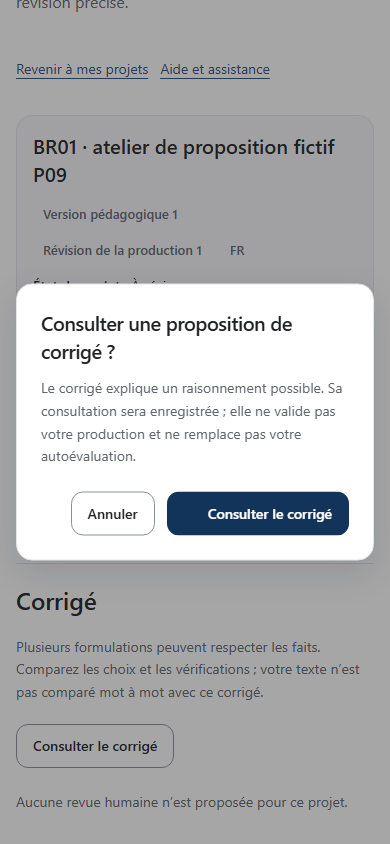 révision précise.
Revenir à mes projets Aide et assistance
BR01 · atelier de proposition fictif
P09
Version pédagogique 1
Révision de la production 1 FR
Consulter une proposition de
corrigé ?
Le corrigé explique un raisonnement possible. Sa
consultation sera enregistrée ; elle ne valide pas
votre production et ne remplace pas votre
autoévaluation.
Annuler Consulter le corrigé
Corrigé
Plusieurs formulations peuvent respecter les faits.
Comparez les choix et les vérifications ; votre texte n’est
pas comparé mot à mot avec ce corrigé.
Consulter le corrigé
Aucune revue humaine n’est proposée pour ce projet.